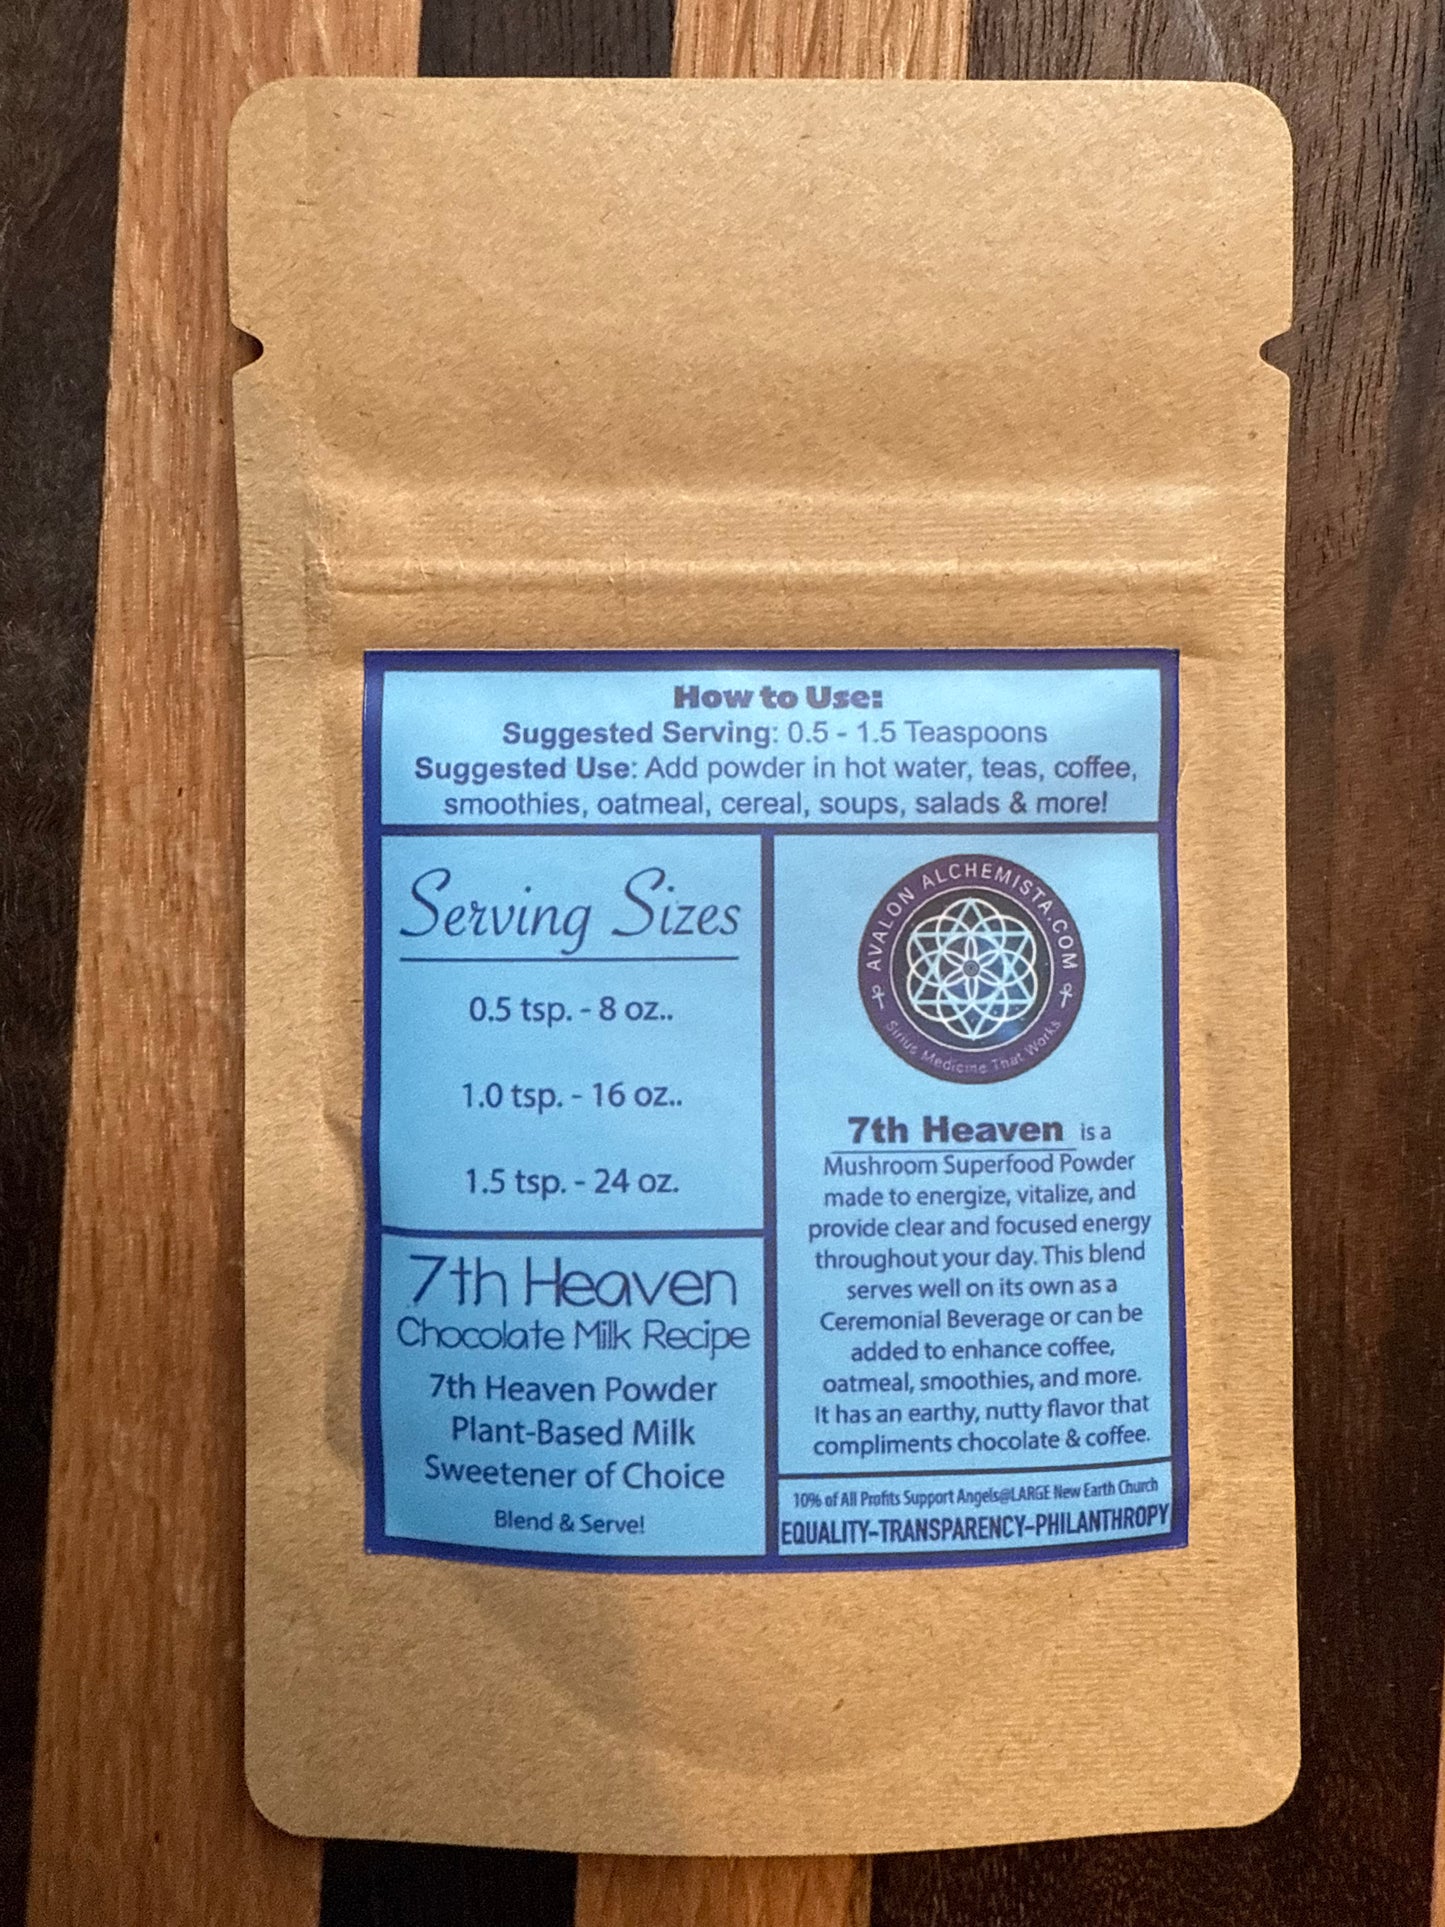 How to Use:
Suggested Serving: 0.5 - 1.5 Teaspoons
Suggested Use: Add powder in hot water, teas, coffee,
smoothies, oatmeal, cereal, soups, salads & more!
Serving Sizes
0.5 tsp. - 8 oz..
1.0 tsp. - 16 oz..
1.5 tsp. - 24 oz.
7th Heaven
Chocolate Milk Recipe
7th Heaven Powder
Plant-Based Milk
Sweetener of Choice
Blend & Serve!
AVALON ALCHEMISTA.COM
Sirius Medicine That Works
7th Heaven is a
Mushroom Superfood Powder
made to energize, vitalize, and
provide clear and focused energy
throughout your day. This blend
serves well on its own as a
Ceremonial Beverage or can be
added to enhance coffee,
oatmeal, smoothies, and more.
It has an earthy, nutty flavor that
compliments chocolate & coffee.
10% of All Profits Support Angels@LARGE New Earth Church
EQUALITY-TRANSPARENCY-PHILANTHROPY